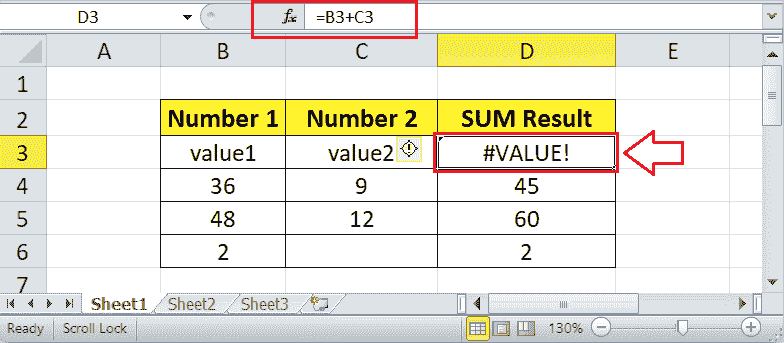 D3 fx =B3+C3
A B C D E
1
2 Number 1 Number 2 SUM Result
3 value1 value2 #VALUE!
4 36 9 45
5 48 12 60
6 2 2
7
Sheet1 Sheet2 Sheet3
Ready Scroll Lock 130%